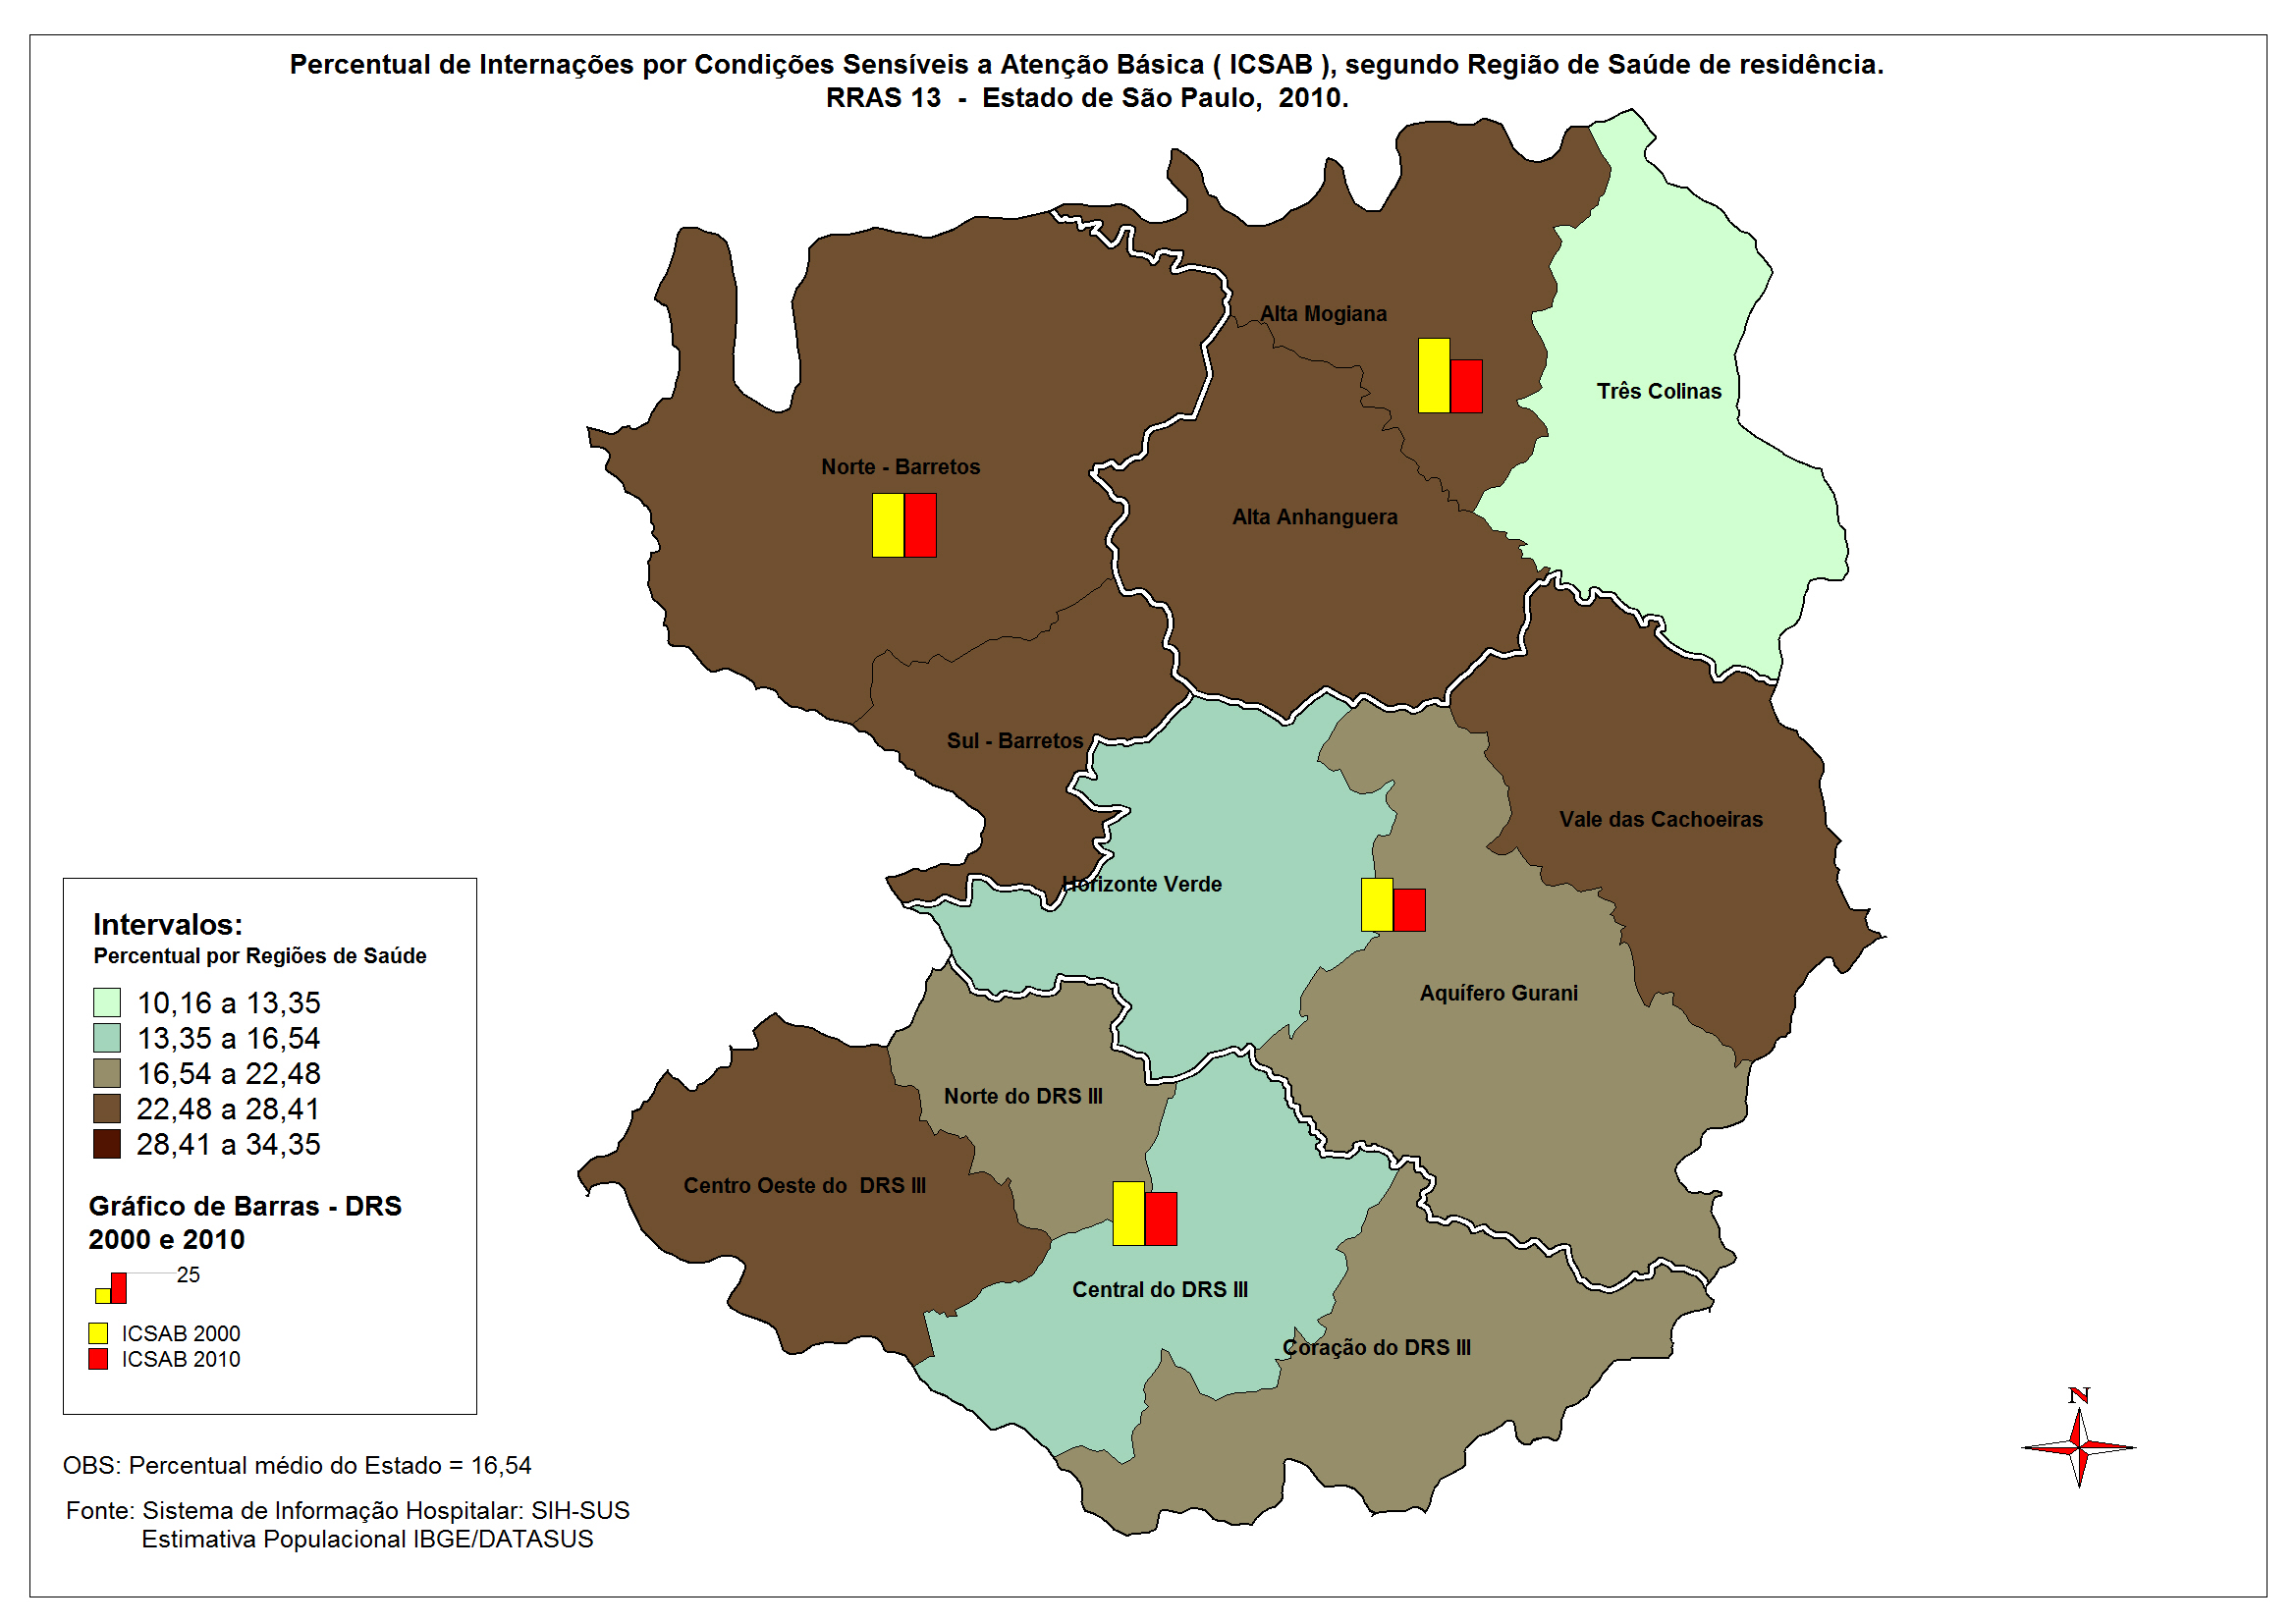 Percentual de Internações por Condições Sensíveis a Atenção Básica ( ICSAB ), segundo Região de Saúde de residência.
RRAS 13 - Estado de São Paulo, 2010.
Alta Mogiana
Três Colinas
Norte - Barretos
Alta Anhanguera
Sul - Barretos
Vale das Cachoeiras
Horizonte Verde
Aquífero Gurani
Norte do DRS III
Centro Oeste do DRS III
Central do DRS III
Coração do DRS III
Intervalos:
Percentual por Regiões de Saúde
10,16 a 13,35
13,35 a 16,54
16,54 a 22,48
22,48 a 28,41
28,41 a 34,35
Gráfico de Barras - DRS
2000 e 2010
25
ICSAB 2000
ICSAB 2010
N
OBS: Percentual médio do Estado = 16,54
Fonte: Sistema de Informação Hospitalar: SIH-SUS
Estimativa Populacional IBGE/DATASUS